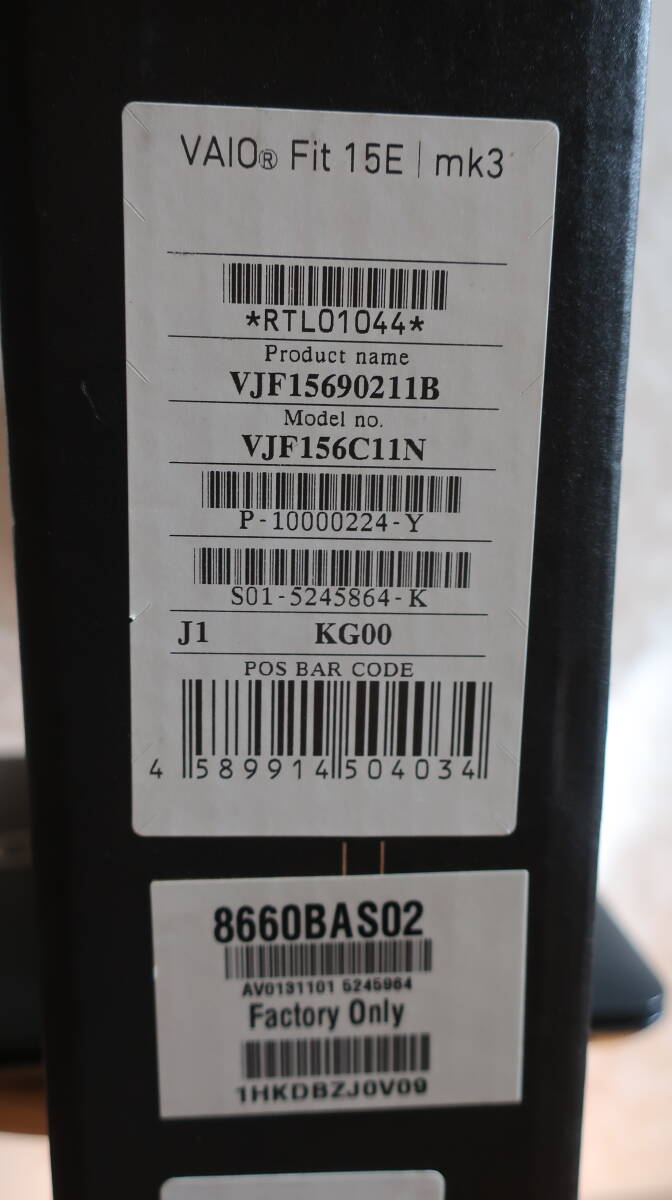 VAIO® Fit 15E | mk3
*RTL01044*
Product name
VJF15690211B
Model no.
VJF156C11N
P-10000224-Y
S01-5245864-K
J1 KG00
POS BAR CODE
4 589914 504034
8660BAS02
AV0131101 5245964
Factory Only
1HKDBZJ0V09